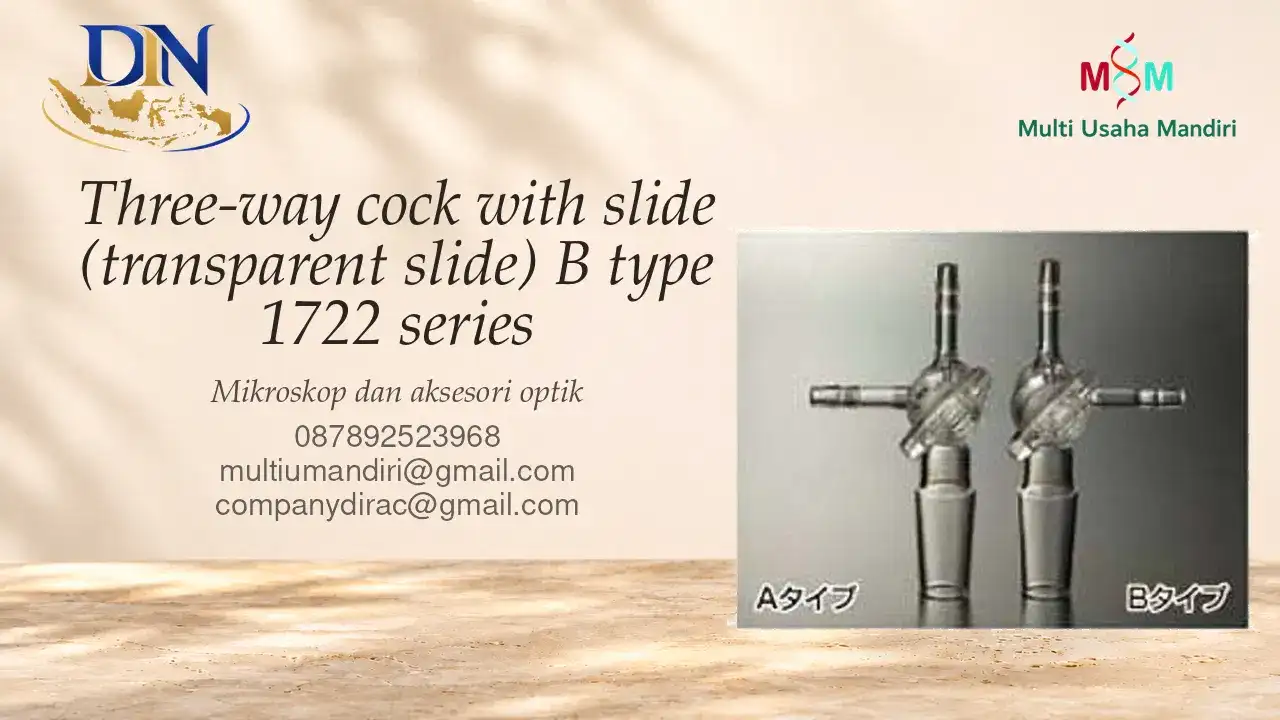 DIN
M M
Multi Usaha Mandiri
Three-way cock with slide
(transparent slide) B type
1722 series
Mikroskop dan aksesori optik
087892523968
multiumandiri@gmail.com
companydirac@gmail.com
Aタイプ
Bタイプ